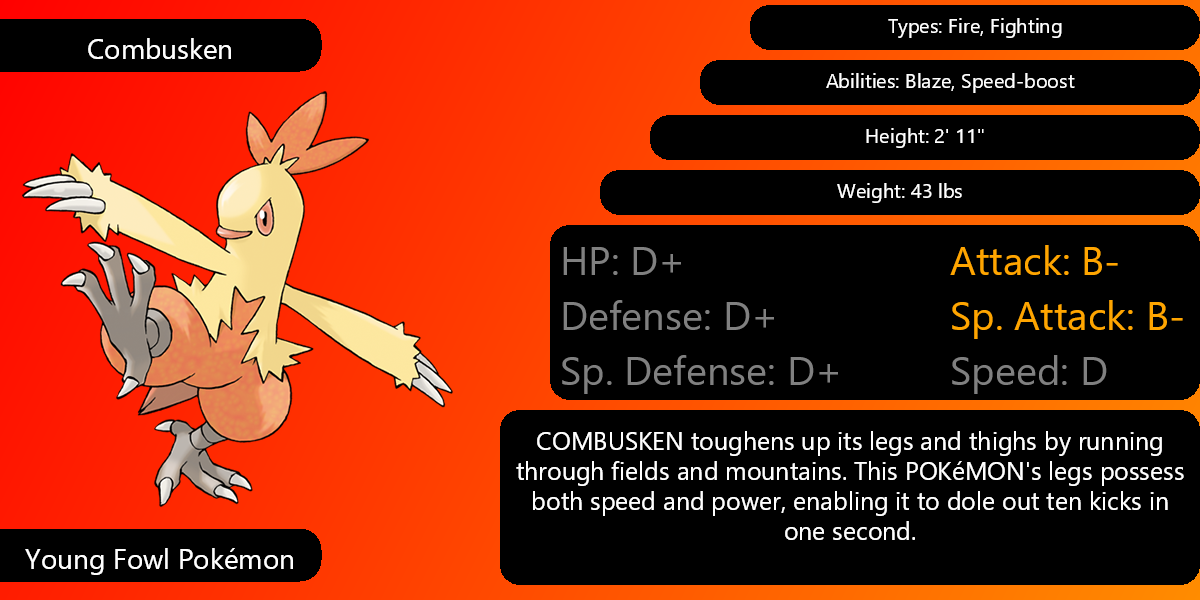 Combusken
Types: Fire, Fighting
Abilities: Blaze, Speed-boost
Height: 2' 11"
Weight: 43 lbs
HP: D+
Attack: B-
Defense: D+
Sp. Attack: B-
Sp. Defense: D+
Speed: D
COMBUSKEN toughens up its legs and thighs by running
through fields and mountains. This POKéMON's legs possess
both speed and power, enabling it to dole out ten kicks in
one second.
Young Fowl Pokémon